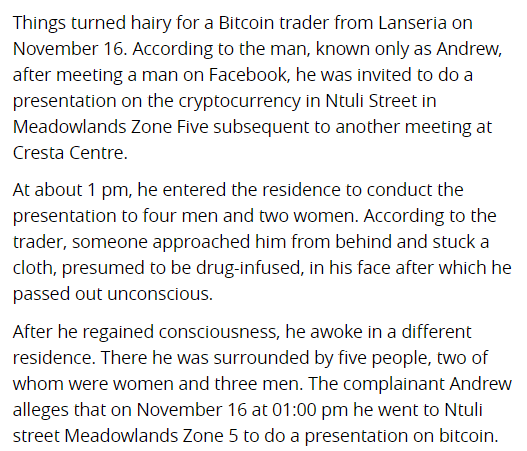 Things turned hairy for a Bitcoin trader from Lanseria on
November 16. According to the man, known only as Andrew,
after meeting a man on Facebook, he was invited to do a
presentation on the cryptocurrency in Ntuli Street in
Meadowlands Zone Five subsequent to another meeting at
Cresta Centre.
At about 1 pm, he entered the residence to conduct the
presentation to four men and two women. According to the
trader, someone approached him from behind and stuck a
cloth, presumed to be drug-infused, in his face after which he
passed out unconscious.
After he regained consciousness, he awoke in a different
residence. There he was surrounded by five people, two of
whom were women and three men. The complainant Andrew
alleges that on November 16 at 01:00 pm he went to Ntuli
street Meadowlands Zone 5 to do a presentation on bitcoin.